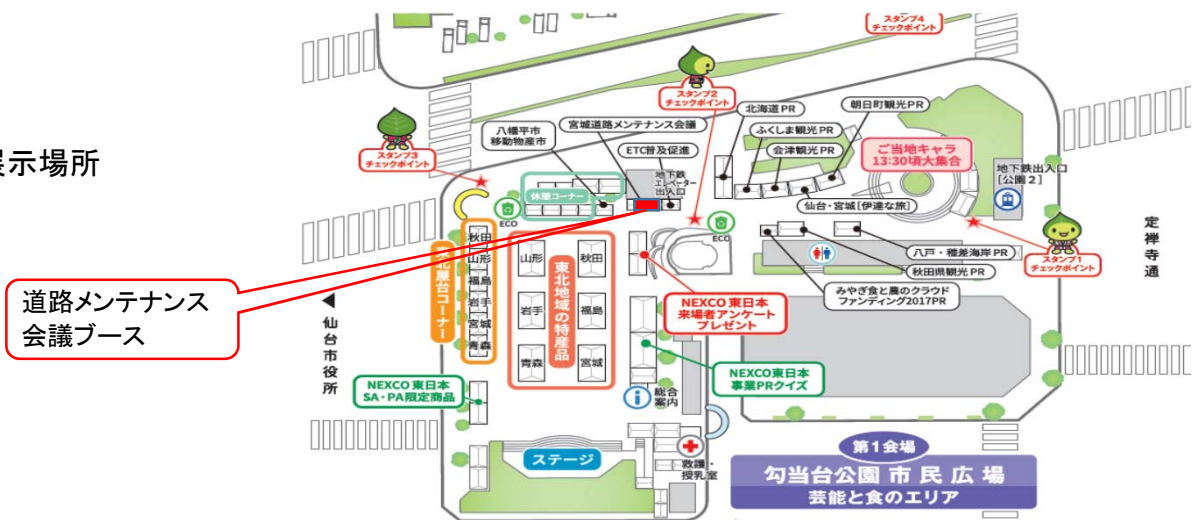 スタンプ4
チェックポイント
スタンプ2
チェックポイント
北海道PR
朝日町観光PR
宮城道路メンテナンス会議
八幡平市
移動物産市
ふくしま観光PR
ETC普及促進
会津観光PR
ご当地キャラ
13:30頃大集合
スタンプ3
チェックポイント
示場所
地下鉄
エレベーター
出入口
地下鉄出入口
[公園2]
休憩コーナー
仙台・宮城[伊達な旅]
ECO
ECO
定禅寺通
秋田
山形
福島
岩手
宮城
青森
東北屋台コーナー
山形
秋田
岩手
福島
青森
宮城
東北地域の特産品
八戸・種差海岸PR
スタンプ1
チェックポイント
秋田県観光PR
みやぎ食と農のクラウド
ファンディング2017PR
道路メンテナンス
会議ブース
◀仙台市役所
NEXCO東日本
来場者アンケート
プレゼント
NEXCO東日本
事業PRクイズ
NEXCO東日本
SA・PA限定商品
総合
案内
ステージ
救護・
授乳室
第1会場
勾当台公園市民広場
芸能と食のエリア